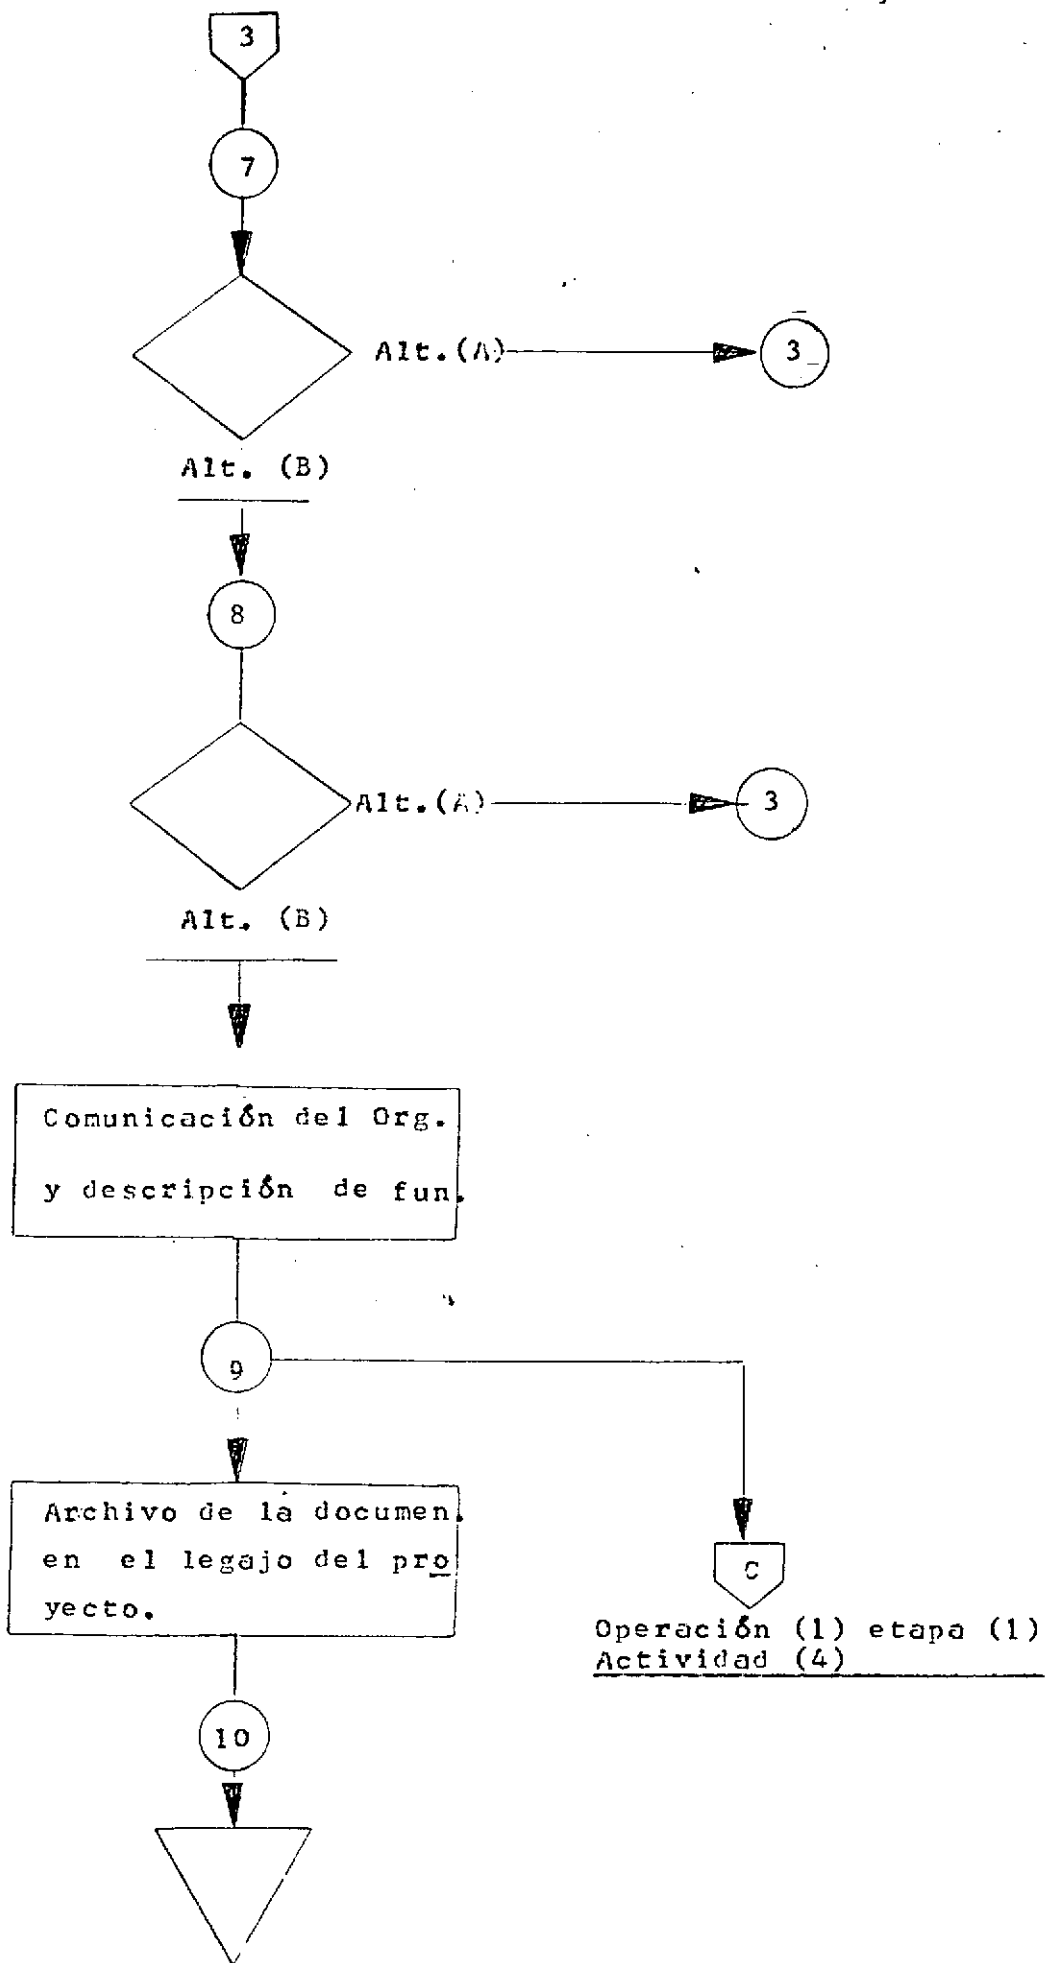 3
7
Alt.(A)
3
Alt. (B)
8
Alt.(A)
3
Alt. (B)
Comunicación del Org.
y descripción de fun.
9
Archivo de la documen.
en el legajo del pro
yecto.
C
Operación (1) etapa (1)
Actividad (4)
10